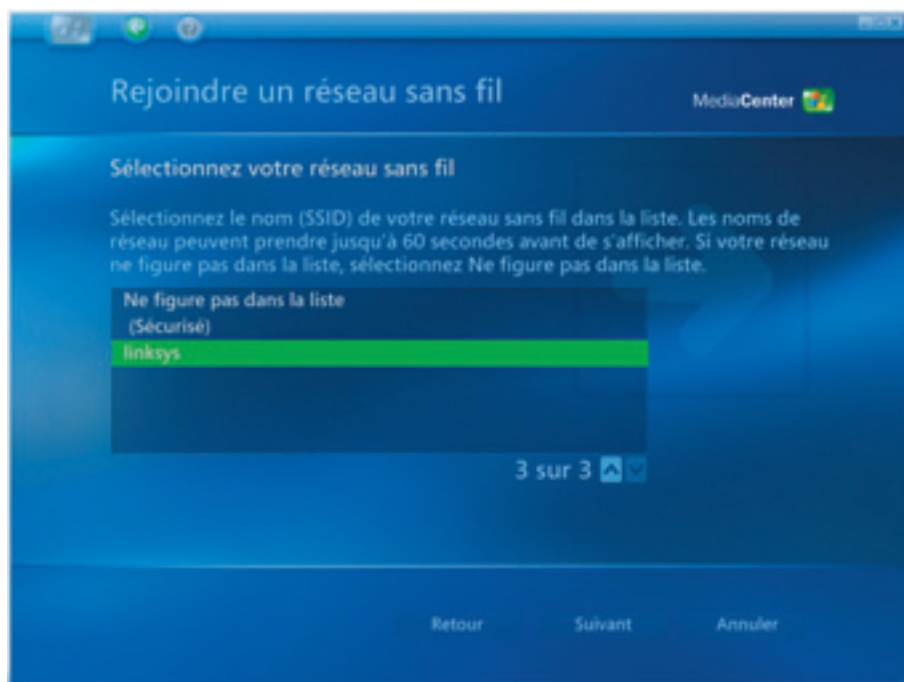 Rejoindre un réseau sans fil
MediaCenter
Sélectionnez votre réseau sans fil
Sélectionnez le nom (SSID) de votre réseau sans fil dans la liste. Les noms de
réseau peuvent prendre jusqu'à 60 secondes avant de s'afficher. Si votre réseau
ne figure pas dans la liste, sélectionnez Ne figure pas dans la liste.
Ne figure pas dans la liste
(Sécurisé)
linksys
3 sur 3
Retour Suivant Annuler